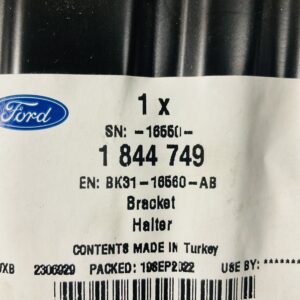 Ford
1 x
SN: -16550-
1 844 749
EN: BK31-16560-AB
Bracket
Halter
CONTENTS MADE IN Turkey
UXB 2306929 PACKED: 19SEP2022 USE BY: ********